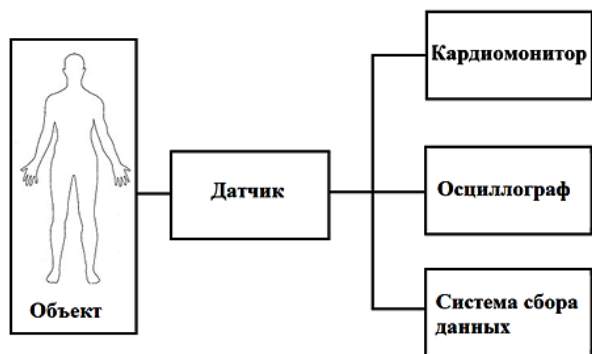 Объект
Датчик
Кардиомонитор
Осциллограф
Система сбора
данных